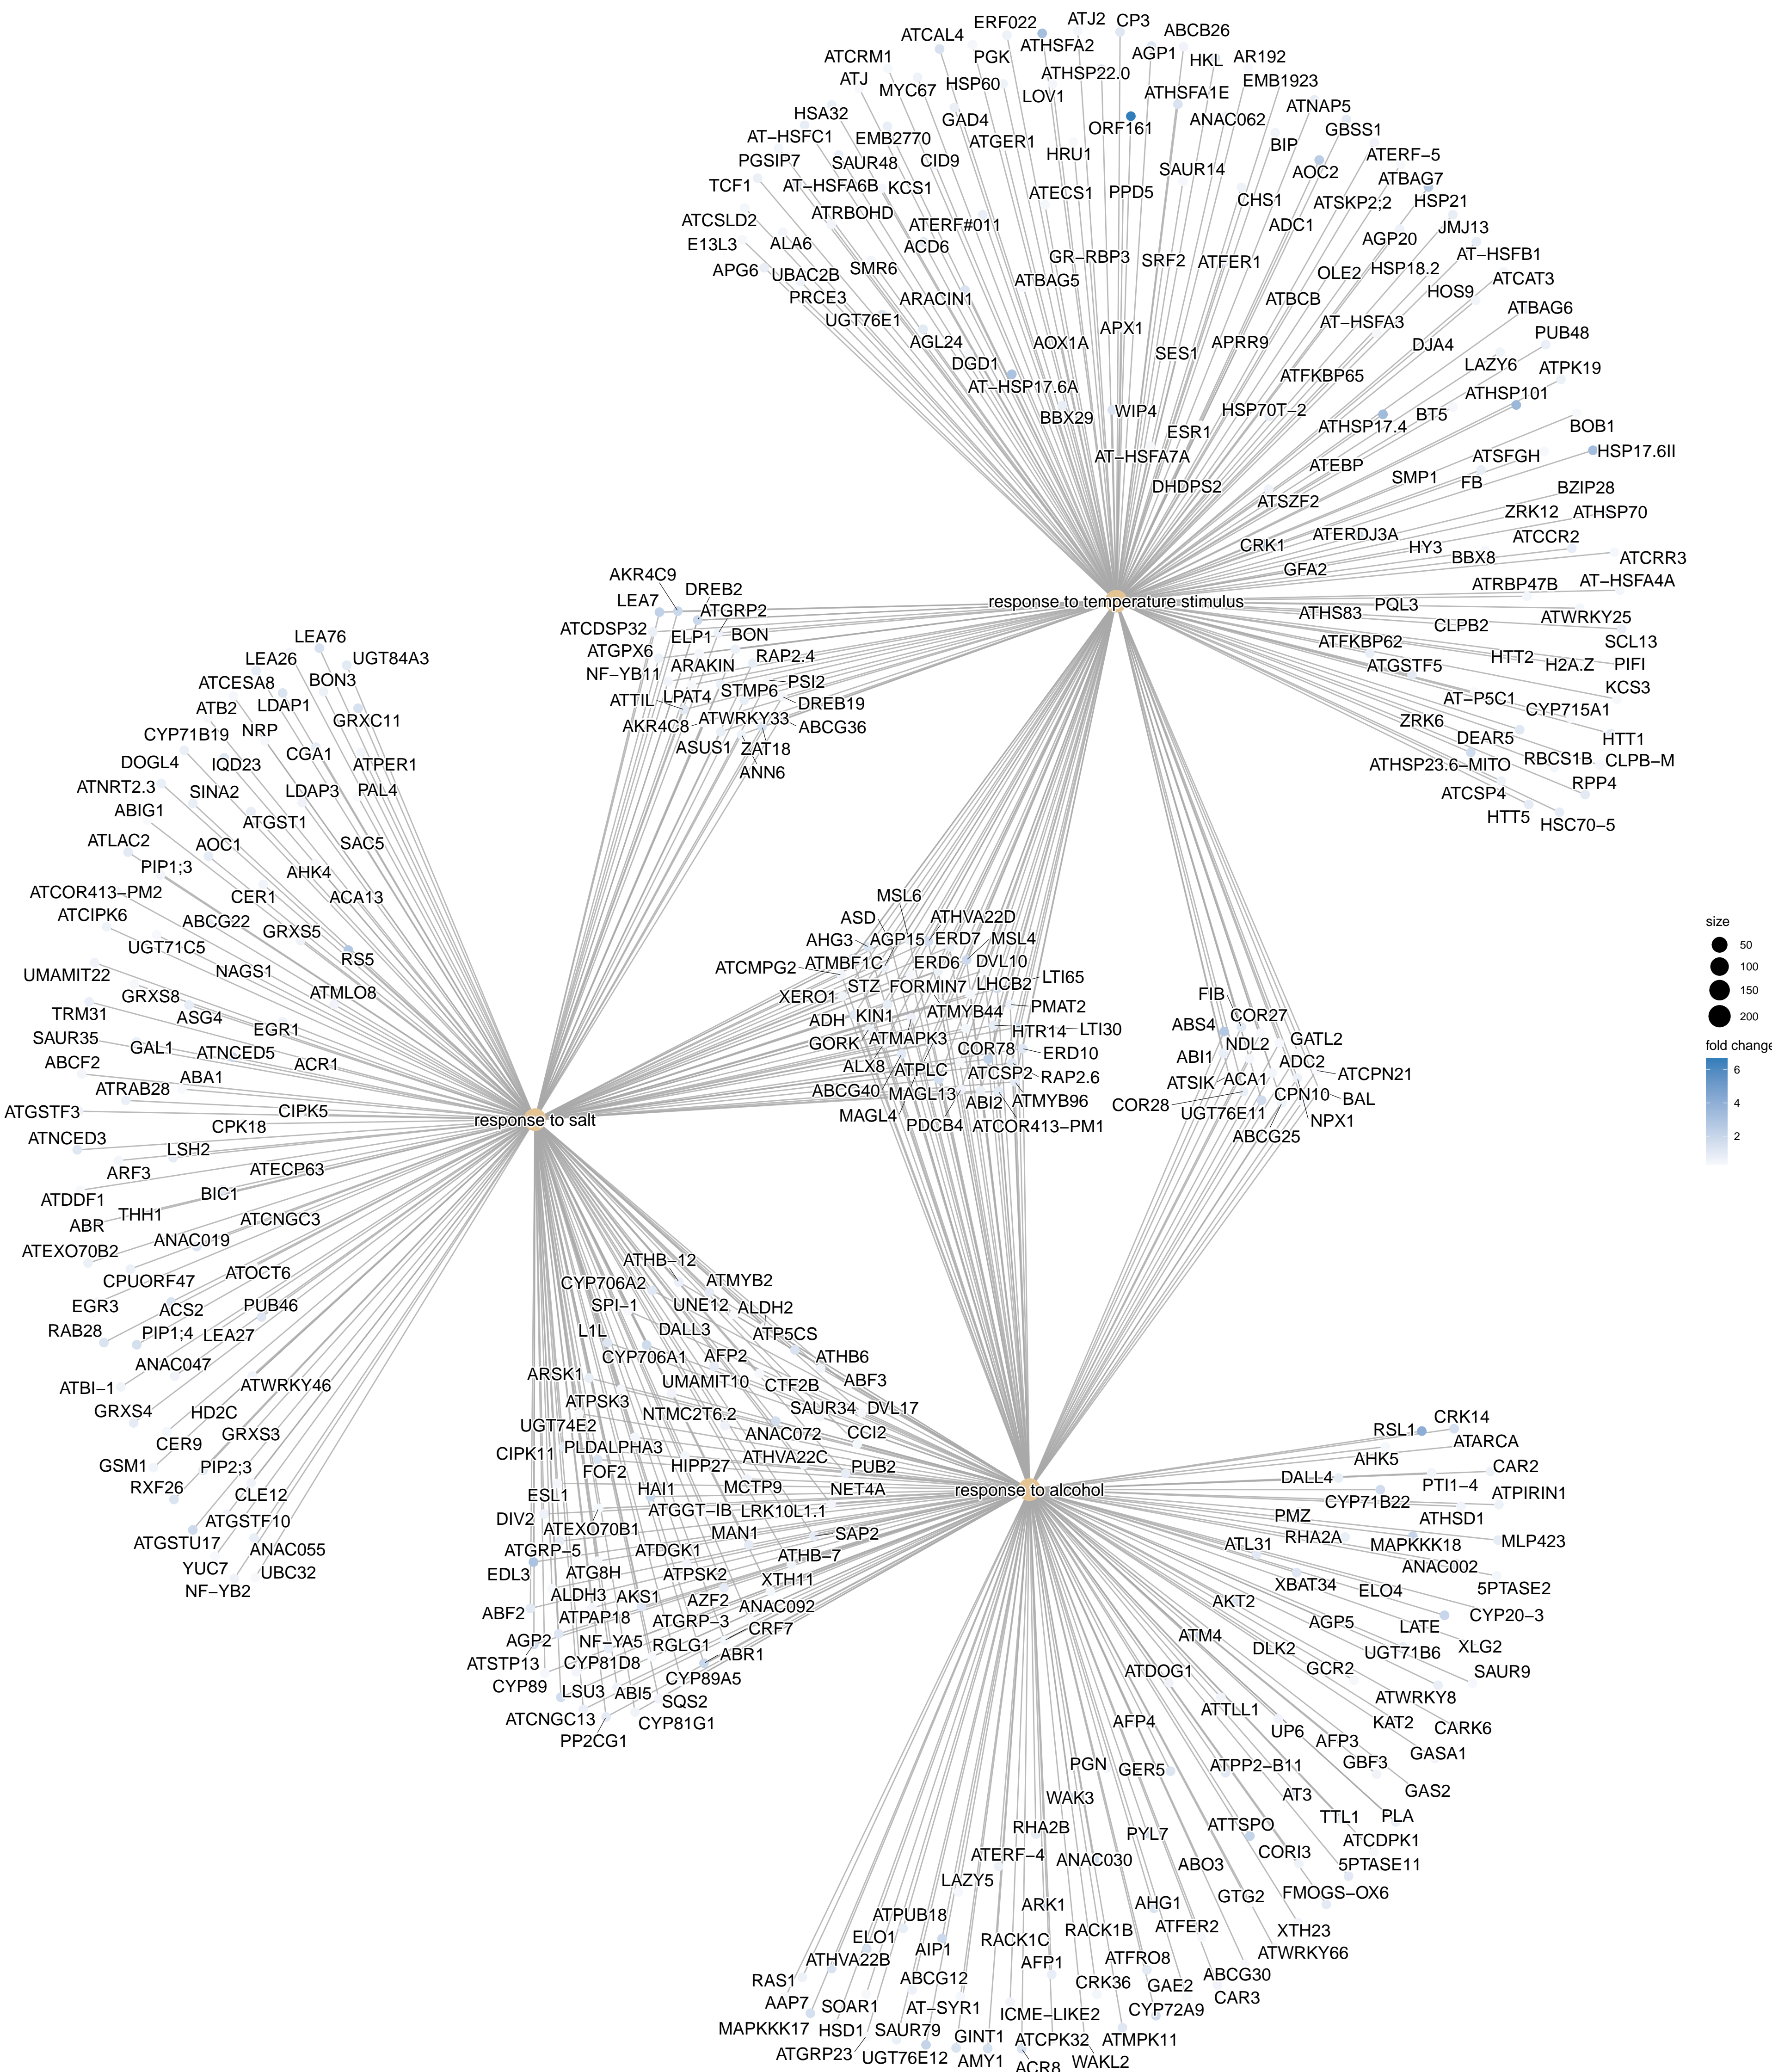 ERF022
ATJ2
CP3
ATCAL4
ABCB26
ATHSFA2
AGP1
ATCRM1
PGK
HKL
AR192
ATJ
ATHSP22.0
MYC67
HSP60
EMB1923
LOV1
ATHSFA1E
ATNAP5
HSA32
GAD4
ANAC062
ORF161
GBSS1
AT−HSFC1
EMB2770
ATGER1
BIP
HRU1
ATERF−5
PGSIP7
SAUR48
CID9
SAUR14
AOC2
ATBAG7
TCF1
AT−HSFA6B
KCS1
ATECS1
PPD5
CHS1
ATSKP2;2
HSP21
ATCSLD2
ATRBOHD
ATERF#011
ADC1
JMJ13
E13L3
ALA6
ACD6
AGP20
AT−HSFB1
GR−RBP3
SRF2
ATFER1
APG6
UBAC2B
SMR6
ATBAG5
OLE2
HSP18.2
ATCAT3
PRCE3
ARACIN1
ATBCB
HOS9
UGT76E1
APX1
AT−HSFA3
ATBAG6
AGL24
AOX1A
SES1
APRR9
DJA4
PUB48
DGD1
LAZY6
ATPK19
AT−HSP17.6A
ATFKBP65
ATHSP101
BBX29
WIP4
HSP70T−2
ATHSP17.4
BT5
BOB1
ESR1
AT−HSFA7A
ATEBP
ATSFGH
HSP17.6II
SMP1
FB
DHDPS2
ATSZF2
BZIP28
ZRK12
ATHSP70
ATERDJ3A
ATCCR2
CRK1
HY3
BBX8
ATCRR3
GFA2
ATRBP47B
AT−HSFA4A
response to temperature stimulus
ATHS83
PQL3
ATWRKY25
CLPB2
SCL13
ATFKBP62
HTT2
H2A.Z
PIFI
ATGSTF5
KCS3
AT−P5C1
CYP715A1
ZRK6
DEAR5
HTT1
ATHSP23.6−MITO
RBCS1B
CLPB−M
RPP4
ATCSP4
HTT5
HSC70−5
AKR4C9
DREB2
LEA7
ATGRP2
ATCDSP32
ELP1
BON
ATGPX6
ARAKIN
RAP2.4
NF−YB11
PSI2
ATTIL
LPAT4
STMP6
DREB19
AKR4C8
ATWRKY33
ABCG36
ASUS1
ZAT18
ANN6
LEA76
LEA26
UGT84A3
ATCESA8
BON3
ATB2
LDAP1
GRXC11
CYP71B19
NRP
CGA1
DOGL4
IQD23
ATPER1
ATNRT2.3
SINA2
LDAP3
PAL4
ABIG1
ATGST1
ATLAC2
AOC1
SAC5
PIP1;3
AHK4
ATCOR413−PM2
CER1
ACA13
ATCIPK6
ABCG22
GRXS5
UGT71C5
RS5
UMAMIT22
NAGS1
GRXS8
ATMLO8
TRM31
ASG4
EGR1
SAUR35
GAL1
ATNCED5
ABCF2
ACR1
ATRAB28
ABA1
ATGSTF3
CIPK5
response to salt
CPK18
ATNCED3
LSH2
ARF3
ATECP63
ATDDF1
BIC1
ABR
THH1
ATCNGC3
ATEXO70B2
ANAC019
CPUORF47
ATOCT6
EGR3
ACS2
PUB46
RAB28
PIP1;4
LEA27
ANAC047
ATBI−1
ATWRKY46
GRXS4
HD2C
CER9
GRXS3
GSM1
PIP2;3
RXF26
CLE12
ATGSTF10
ATGSTU17
ANAC055
YUC7
UBC32
NF−YB2
MSL6
ASD
ATHVA22D
AHG3
AGP15
ERD7
MSL4
ATCMPG2
ATMBF1C
ERD6
DVL10
STZ
FORMIN7
LHCB2
LTI65
XERO1
ADH
KIN1
ATMYB44
PMAT2
GORK
ATMAPK3
HTR14
LTI30
COR78
ERD10
ALX8
ATPLC
ATCSP2
RAP2.6
ABCG40
MAGL13
ABI2
ATMYB96
MAGL4
PDCB4
ATCOR413−PM1
FIB
COR27
ABS4
NDL2
GATL2
ABI1
ADC2
ATSIK
ACA1
ATCPN21
COR28
CPN10
BAL
UGT76E11
NPX1
ABCG25
size
50
100
150
200
fold change
6
4
2
ATHB−12
CYP706A2
ATMYB2
SPI−1
UNE12
ALDH2
L1L
DALL3
ATP5CS
CYP706A1
AFP2
ATHB6
ARSK1
UMAMIT10
CTF2B
ABF3
ATPSK3
NTMC2T6.2
SAUR34
DVL17
UGT74E2
ANAC072
CCI2
CIPK11
PLDALPHA3
ATHVA22C
FOF2
HIPP27
PUB2
ESL1
HAI1
MCTP9
NET4A
response to alcohol
DIV2
ATEXO70B1
ATGGT−IB
LRK10L1.1
MAN1
SAP2
ATGRP−5
ATDGK1
ATHB−7
EDL3
ATG8H
ATPSK2
XTH11
ALDH3
AKS1
AZF2
ABF2
ATPAP18
ANAC092
ATGRP−3
CRF7
AGP2
NF−YA5
RGLG1
ABR1
ATSTP13
CYP81D8
CYP89
CYP89A5
LSU3
ABI5
SQS2
ATCNGC13
CYP81G1
PP2CG1
RSL1
CRK14
ATARCA
AHK5
CAR2
DALL4
PTI1−4
CYP71B22
ATPIRIN1
PMZ
ATHSD1
RHA2A
MAPKKK18
MLP423
ATL31
ANAC002
XBAT34
ELO4
5PTASE2
AKT2
CYP20−3
AGP5
LATE
ATM4
DLK2
UGT71B6
XLG2
ATDOG1
GCR2
SAUR9
ATTLL1
ATWRKY8
AFP4
UP6
KAT2
CARK6
AFP3
PGN
GER5
ATPP2−B11
GBF3
GASA1
WAK3
AT3
GAS2
RHA2B
PYL7
ATTSPO
TTL1
PLA
ATERF−4
ANAC030
CORI3
ATCDPK1
ABO3
5PTASE11
LAZY5
GTG2
FMOGS−OX6
ARK1
AHG1
ATPUB18
RACK1B
ATFER2
XTH23
ELO1
RACK1C
ATWRKY66
ATHVA22B
AIP1
AFP1
ATFRO8
RAS1
ABCG12
CRK36
GAE2
ABCG30
AAP7
SOAR1
AT−SYR1
ICME−LIKE2
CYP72A9
CAR3
MAPKKK17
HSD1
SAUR79
GINT1
ATCPK32
ATMPK11
ATGRP23
UGT76E12
AMY1
ACR8
WAKL2